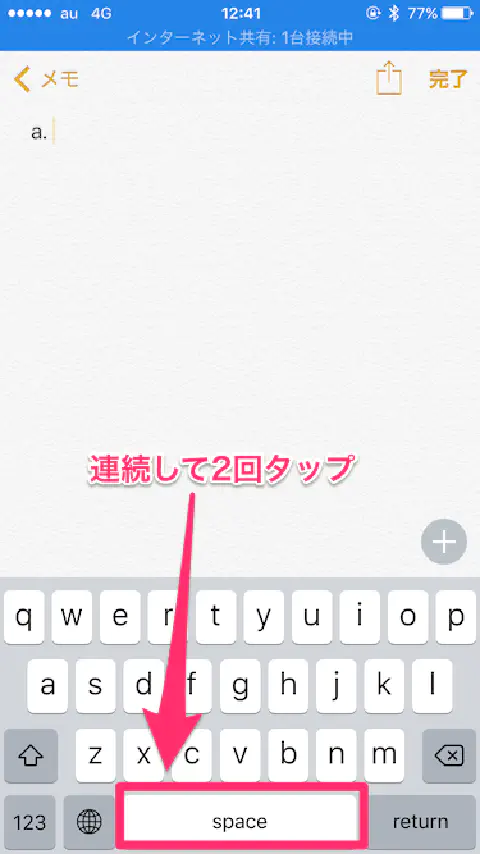 au 4G 12:41 77%
インターネット共有: 1台接続中
メモ 完了
a.
連続して2回タップ
q w e r t y u i o p
a s d f g h j k l
z x c v b n m
123 space return